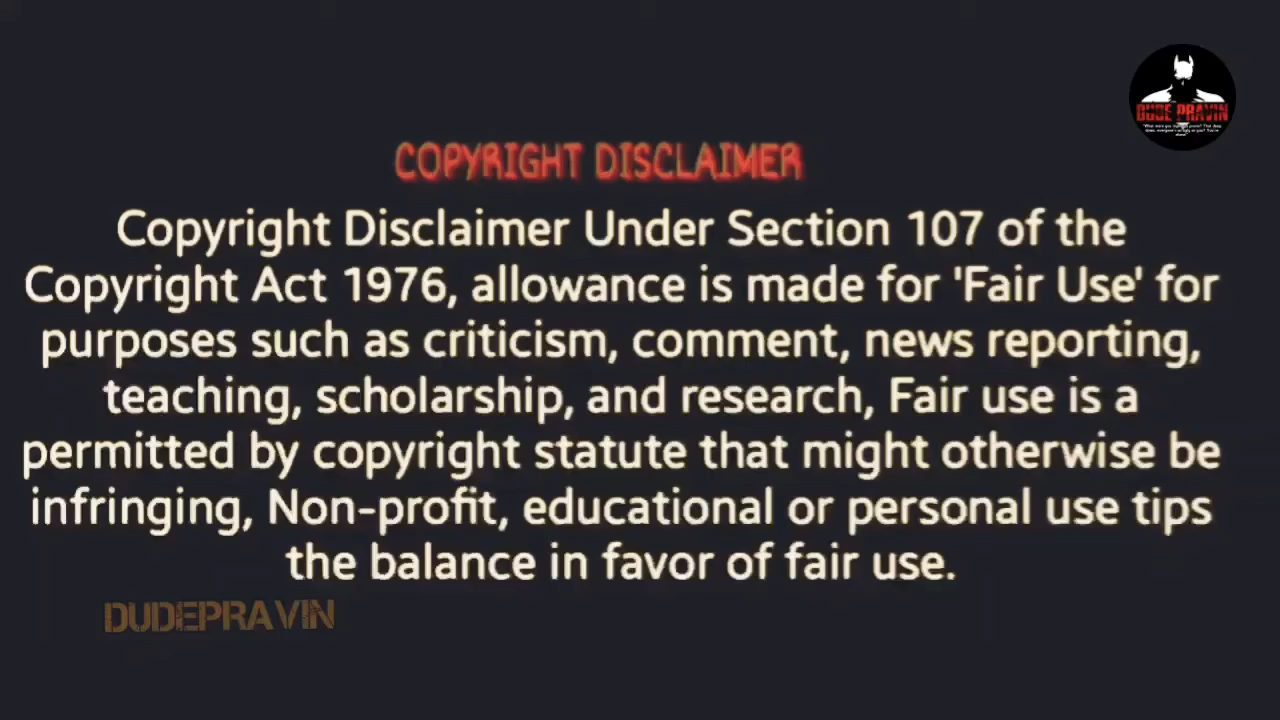 DUDE PRAVIN
COPYRIGHT DISCLAIMER
Copyright Disclaimer Under Section 107 of the
Copyright Act 1976, allowance is made for 'Fair Use' for
purposes such as criticism, comment, news reporting,
teaching, scholarship, and research, Fair use is a
permitted by copyright statute that might otherwise be
infringing, Non-profit, educational or personal use tips
the balance in favor of fair use.
DUDEPRAVIN